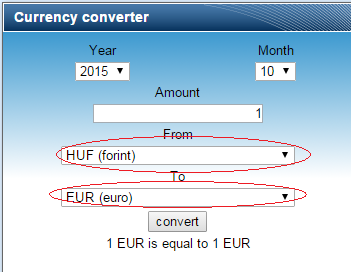 Currency converter
Year Month
2015 10
Amount
1
From
HUF (forint)
To
EUR (euro)
convert
1 EUR is equal to 1 EUR